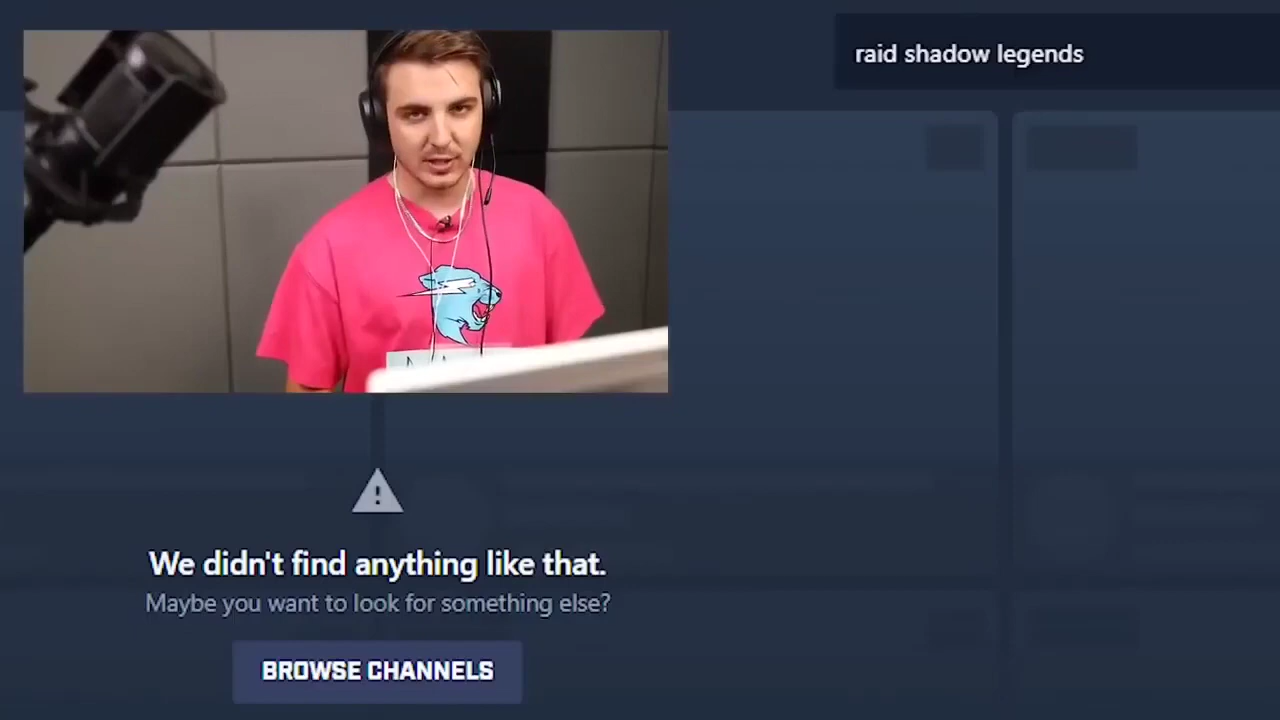 raid shadow legends
We didn't find anything like that.
Maybe you want to look for something else?
BROWSE CHANNELS